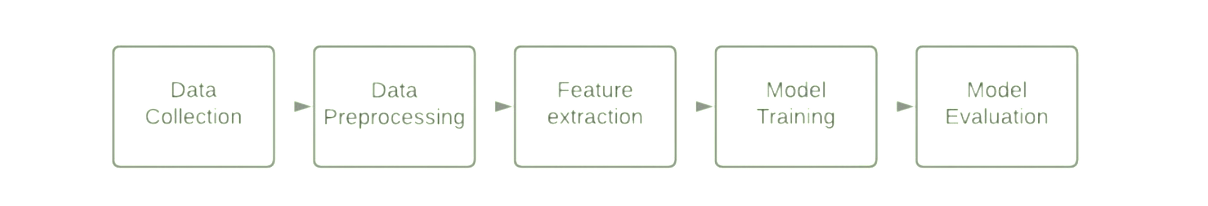 Data
Collection
Data
Preprocessing
Feature
extraction
Model
Training
Model
Evaluation